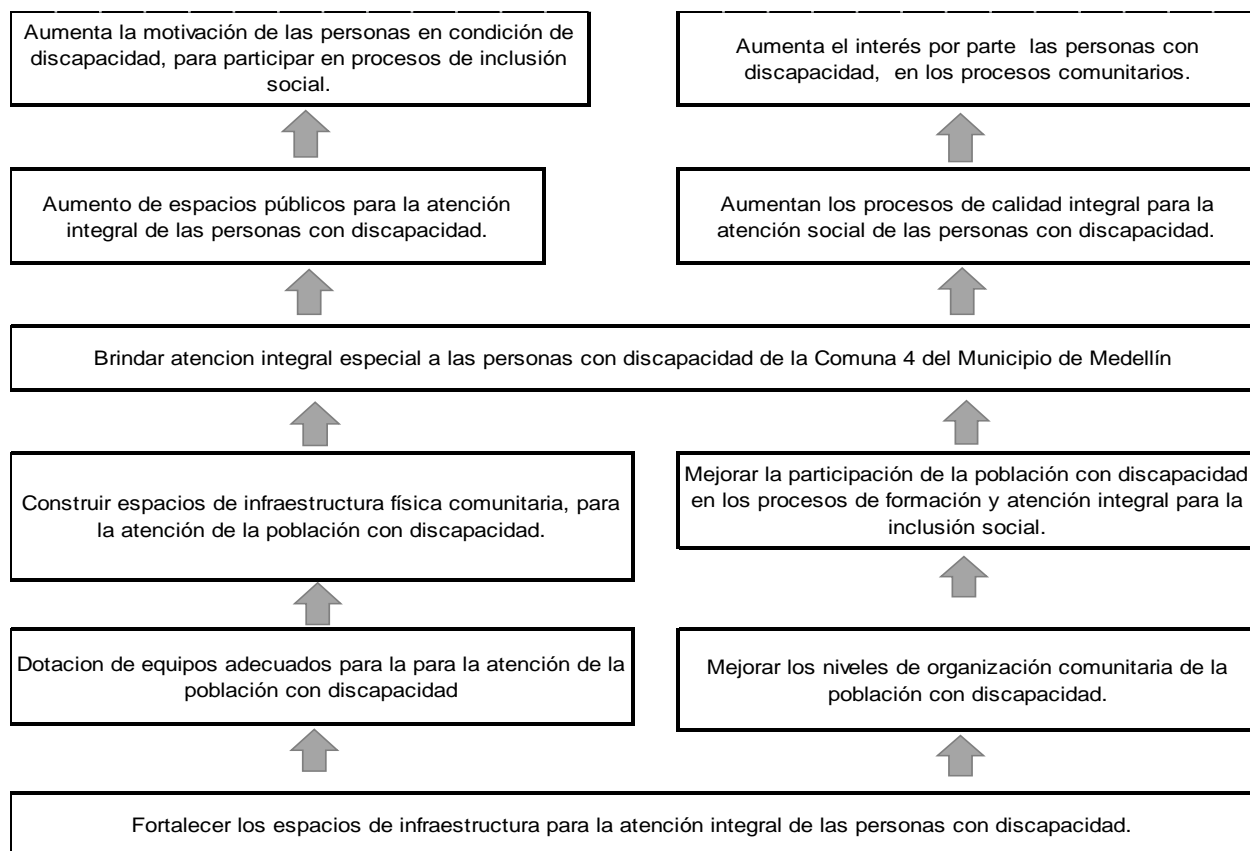 Aumenta la motivación de las personas en condición de
discapacidad, para participar en procesos de inclusión
social.
Aumenta el interés por parte las personas con
discapacidad, en los procesos comunitarios.
Aumento de espacios públicos para la atención
integral de las personas con discapacidad.
Aumentan los procesos de calidad integral para la
atención social de las personas con discapacidad.
Brindar atencion integral especial a las personas con discapacidad de la Comuna 4 del Municipio de Medellín
Construir espacios de infraestructura física comunitaria, para
la atención de la población con discapacidad.
Mejorar la participación de la población con discapacidad
en los procesos de formación y atención integral para la
inclusión social.
Dotacion de equipos adecuados para la para la atención de la
población con discapacidad
Mejorar los niveles de organización comunitaria de la
población con discapacidad.
Fortalecer los espacios de infraestructura para la atención integral de las personas con discapacidad.